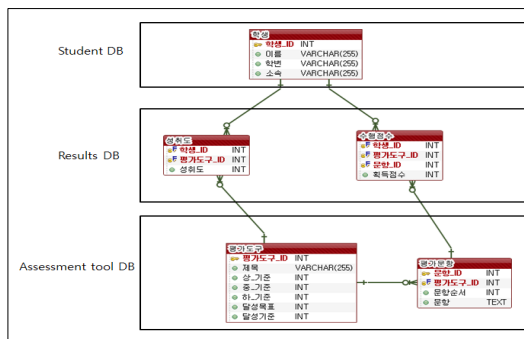 Student DB
학생
학생_ID INT
이름 VARCHAR(255)
학번 VARCHAR(255)
소속 VARCHAR(255)
Results DB
성취도
학생_ID INT
평가도구_ID INT
성취도 INT
수행점수
학생_ID INT
평가도구_ID INT
문항_ID INT
획득점수 INT
Assessment tool DB
평가도구
평가도구_ID INT
제목 VARCHAR(255)
상_기준 INT
중_기준 INT
하_기준 INT
달성목표 INT
달성기준 INT
평가문항
문항_ID INT
평가도구_ID INT
문항순서 INT
문항 TEXT